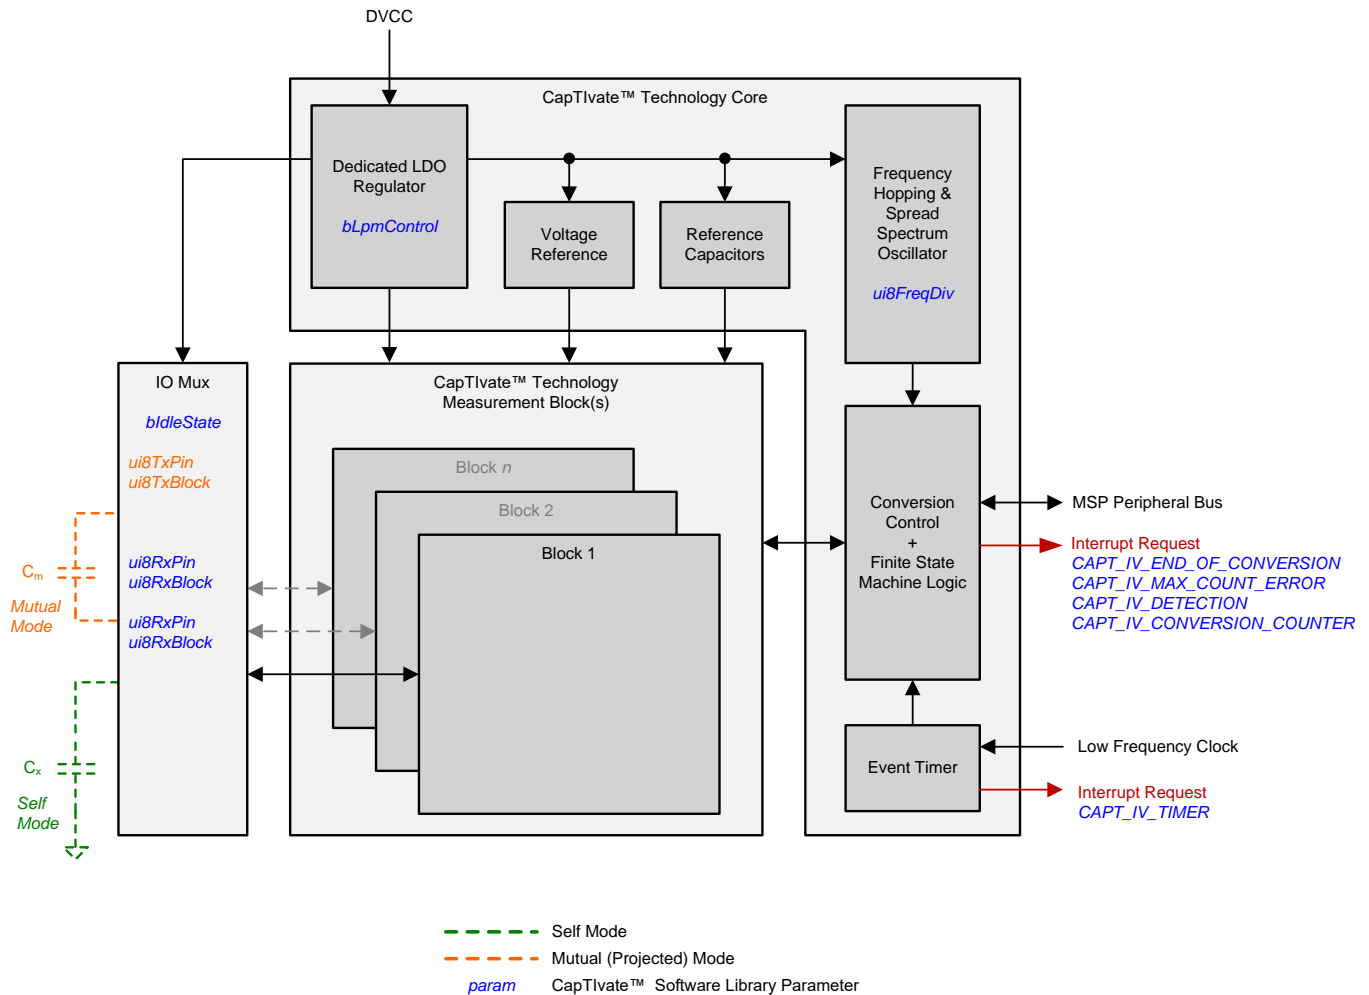 DVCC
CapTIvate™ Technology Core
Dedicated LDO
Regulator
bLpmControl
Voltage
Reference
Reference
Capacitors
Frequency
Hopping &
Spread
Spectrum
Oscillator
ui8FreqDiv
IO Mux
bIdleState
ui8TxPin
ui8TxBlock
ui8RxPin
ui8RxBlock
ui8RxPin
ui8RxBlock
Cm
Mutual
Mode
Cx
Self
Mode
CapTIvate™ Technology
Measurement Block(s)
Block n
Block 2
Block 1
Conversion
Control
+
Finite State
Machine Logic
MSP Peripheral Bus
Interrupt Request
CAPT_IV_END_OF_CONVERSION
CAPT_IV_MAX_COUNT_ERROR
CAPT_IV_DETECTION
CAPT_IV_CONVERSION_COUNTER
Event Timer
Low Frequency Clock
Interrupt Request
CAPT_IV_TIMER
Self Mode
Mutual (Projected) Mode
param CapTIvate™ Software Library Parameter